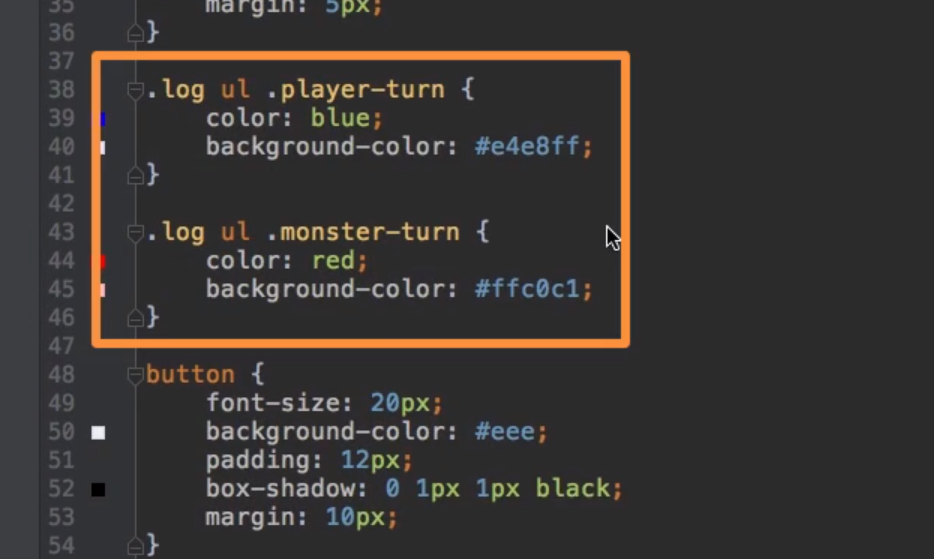 35 margin: 5px;
36 }
37
38 .log ul .player-turn {
39 color: blue;
40 background-color: #e4e8ff;
41 }
42
43 .log ul .monster-turn {
44 color: red;
45 background-color: #ffc0c1;
46 }
47
48 button {
49 font-size: 20px;
50 background-color: #eee;
51 padding: 12px;
52 box-shadow: 0 1px 1px black;
53 margin: 10px;
54 }